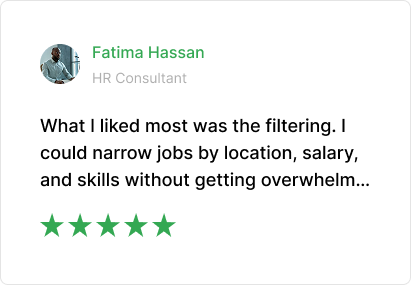 Fatima Hassan
HR Consultant
What I liked most was the filtering. I
could narrow jobs by location, salary,
and skills without getting overwhelm...